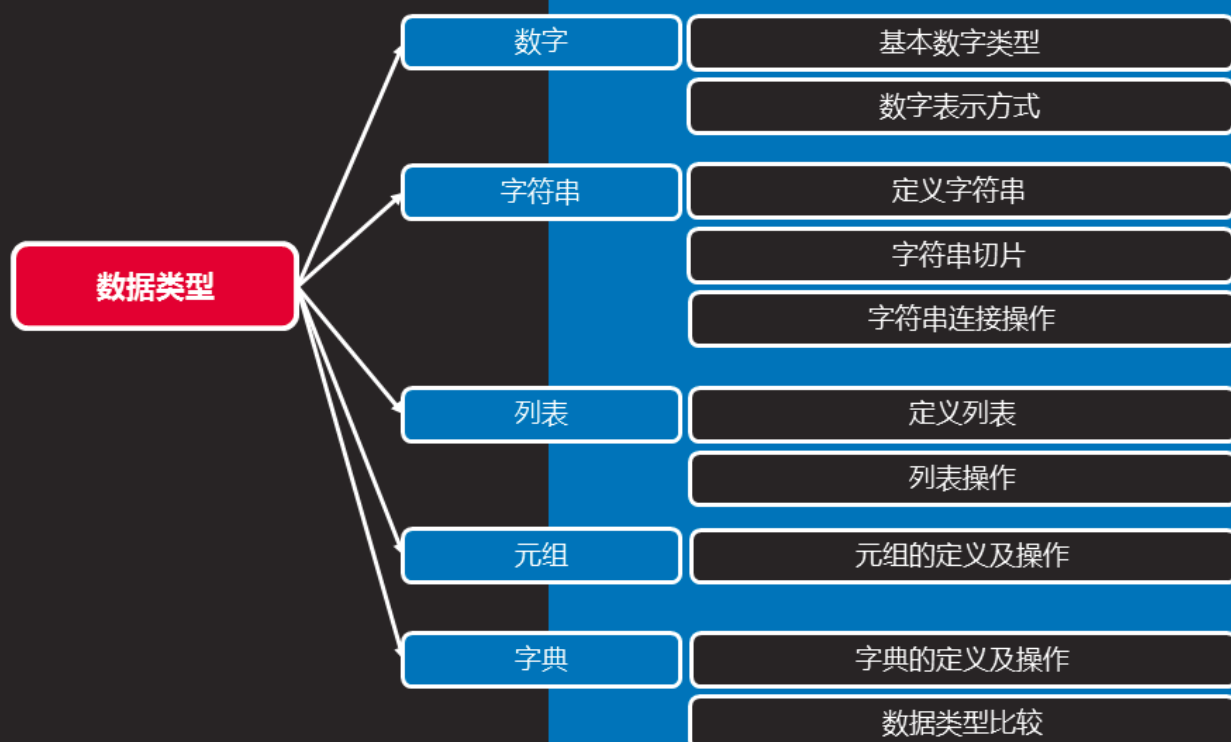 数据类型
数字
基本数字类型
数字表示方式
字符串
定义字符串
字符串切片
字符串连接操作
列表
定义列表
列表操作
元组
元组的定义及操作
字典
字典的定义及操作
数据类型比较